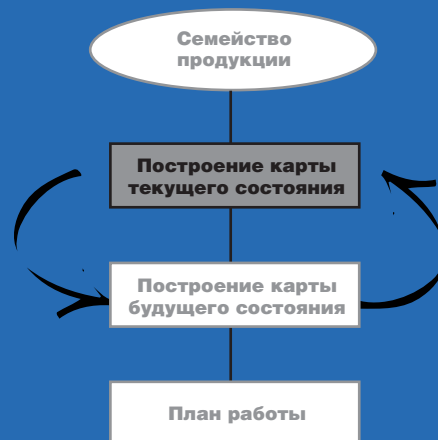 Семейство
продукции
Построение карты
текущего состояния
Построение карты
будущего состояния
План работы